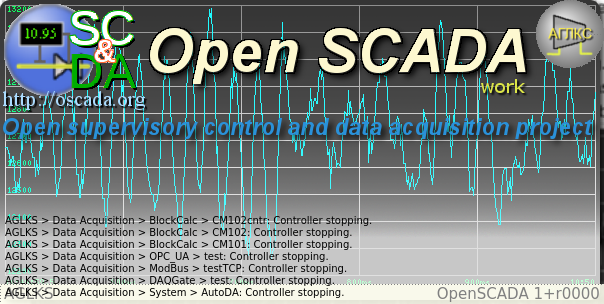 SC
&
DA
10.95
Open SCADA
АГЛКС
work
http://oscada.org
Open supervisory control and data acquisition project
AGLKS > Data Acquisition > BlockCalc > CM102cntr: Controller stopping.
AGLKS > Data Acquisition > BlockCalc > CM102: Controller stopping.
AGLKS > Data Acquisition > BlockCalc > CM101: Controller stopping.
AGLKS > Data Acquisition > OPC_UA > test: Controller stopping.
AGLKS > Data Acquisition > ModBus > testTCP: Controller stopping.
AGLKS > Data Acquisition > DAQGate > test: Controller stopping.
AGLKS > Data Acquisition > System > AutoDA: Controller stopping.
AGLKS
OpenSCADA 1+r0000